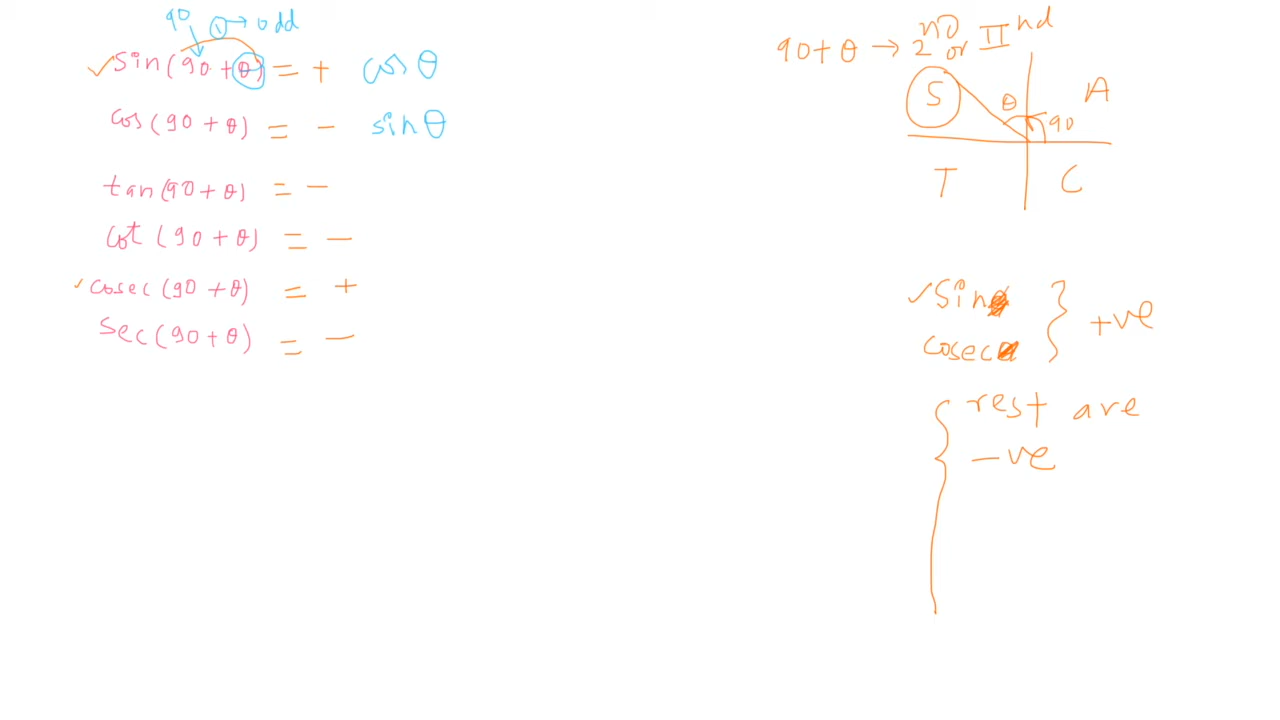 90 1 → odd
✓ sin(90 + θ) = + cos θ
cos(90 + θ) = - sin θ
tan(90 + θ) = -
cot(90 + θ) = -
✓ cosec(90 + θ) = +
sec(90 + θ) = -
90 + θ → 2nd or IInd
S θ A
90
T C
✓ sin
cosec } +ve
{ rest are
-ve